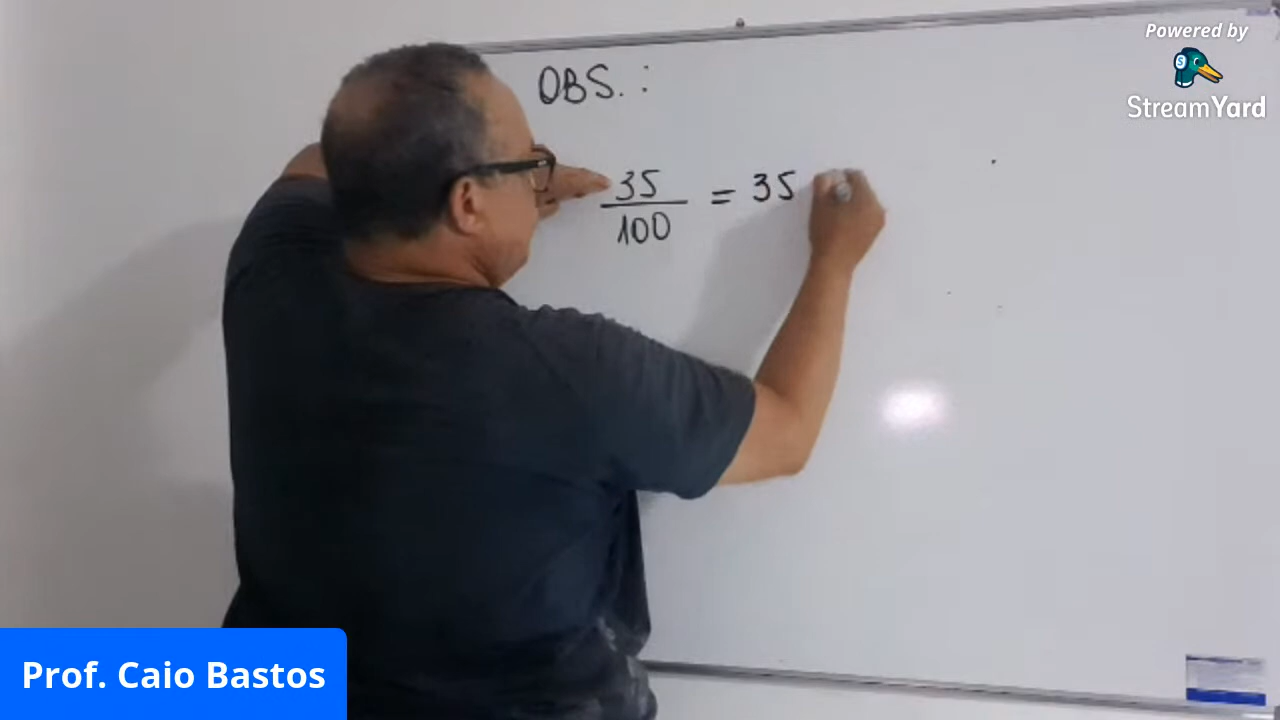 Powered by
StreamYard
OBS.:
35
100
= 35
Prof. Caio Bastos